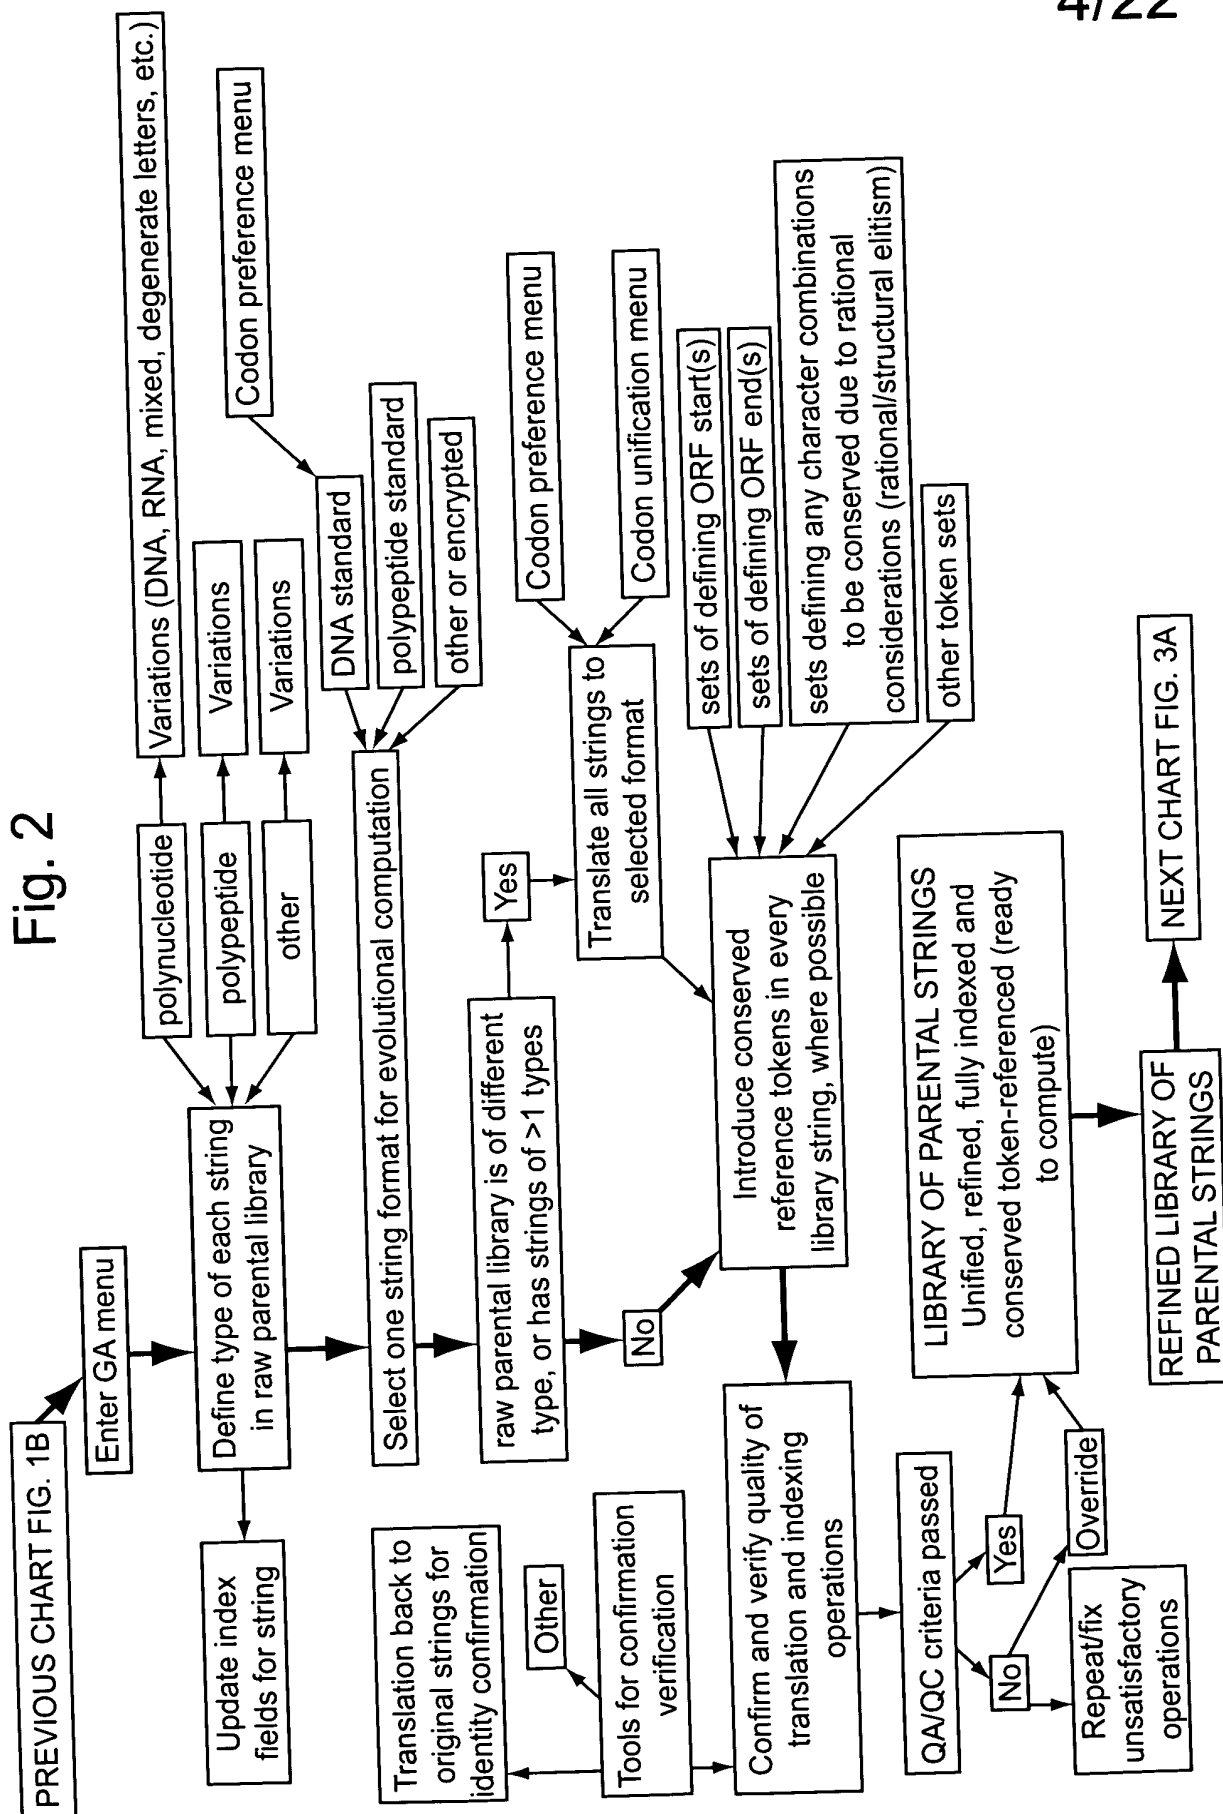 4/22
Fig. 2
PREVIOUS CHART FIG. 1B
Enter GA menu
Define type of each string
in raw parental library
Update index
fields for string
polynucleotide
polypeptide
other
Variations (DNA, RNA, mixed, degenerate letters, etc.)
Variations
Variations
Select one string format for evolutional computation
DNA standard
polypeptide standard
other or encrypted
Codon preference menu
raw parental library is of different
type, or has strings of >1 types
Yes
No
Translate all strings to
selected format
Codon preference menu
Codon unification menu
Introduce conserved
reference tokens in every
library string, where possible
sets of defining ORF start(s)
sets of defining ORF end(s)
sets defining any character combinations
to be conserved due to rational
considerations (rational/structural elitism)
other token sets
Translation back to
original strings for
identity confirmation
Other
Tools for confirmation
verification
Confirm and verify quality of
translation and indexing
operations
QA/QC criteria passed
Yes
No
Override
Repeat/fix
unsatisfactory
operations
LIBRARY OF PARENTAL STRINGS
Unified, refined, fully indexed and
conserved token-referenced (ready
to compute)
REFINED LIBRARY OF
PARENTAL STRINGS
NEXT CHART FIG. 3A